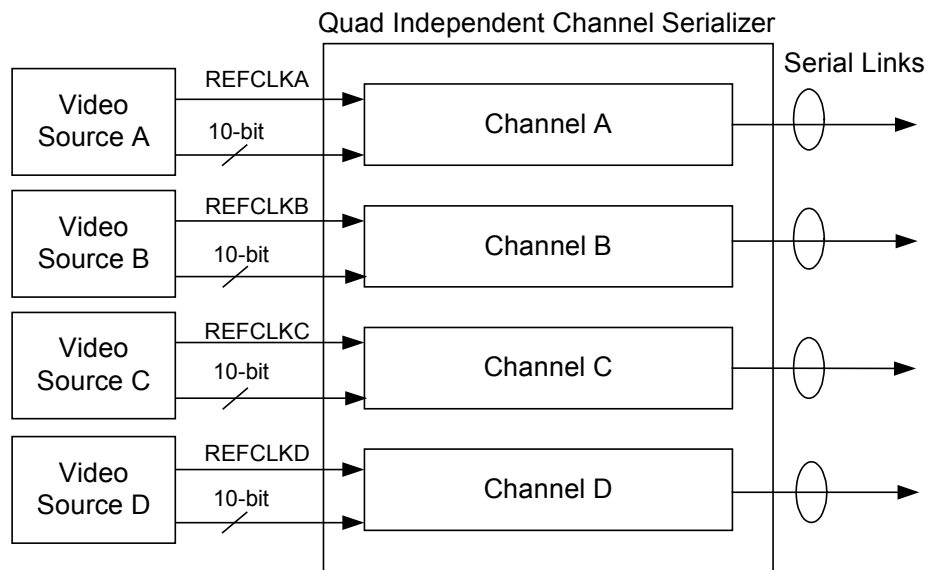 Quad Independent Channel Serializer
Serial Links
Video
Source A
REFCLKA
10-bit
Channel A
Video
Source B
REFCLKB
10-bit
Channel B
Video
Source C
REFCLKC
10-bit
Channel C
Video
Source D
REFCLKD
10-bit
Channel D